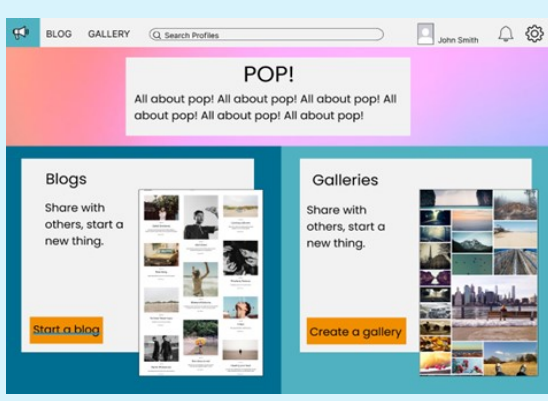 BLOG GALLERY Search Profiles John Smith
POP!
All about pop! All about pop! All about pop! All
about pop! All about pop! All about pop!
Blogs
Share with
others, start a
new thing.
Start a blog
Galleries
Share with
others, start a
new thing.
Create a gallery